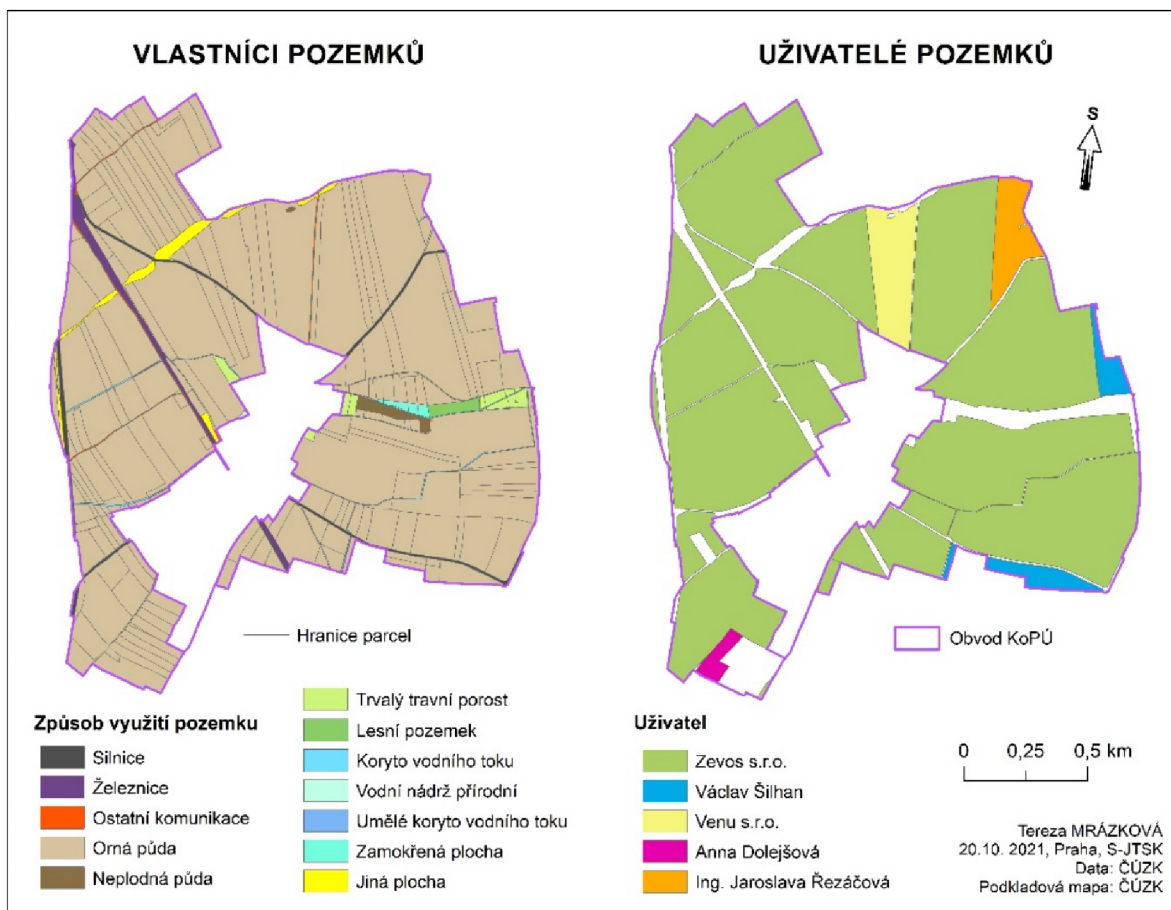 VLASTNÍCI POZEMKŮ
UŽIVATELÉ POZEMKŮ
S
Hranice parcel
Obvod KoPÚ
Způsob využití pozemku
Silnice
Železnice
Ostatní komunikace
Orná půda
Neplodná půda
Trvalý travní porost
Lesní pozemek
Koryto vodního toku
Vodní nádrž přírodní
Umělé koryto vodního toku
Zamokřená plocha
Jiná plocha
Uživatel
Zevos s.r.o.
Václav Šilhan
Venu s.r.o.
Anna Dolejšová
Ing. Jaroslava Řezáčová
0 0,25 0,5 km
Tereza MRÁZKOVÁ
20.10. 2021, Praha, S-JTSK
Data: ČÚZK
Podkladová mapa: ČÚZK